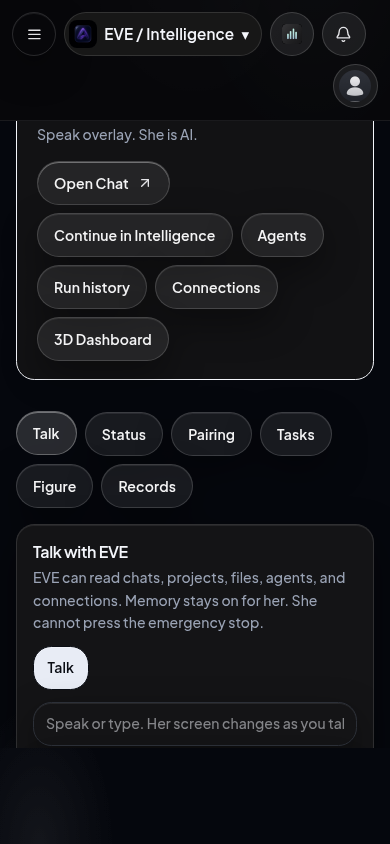 EVE / Intelligence ▾
Speak overlay. She is AI.
Open Chat ↗
Continue in Intelligence
Agents
Run history
Connections
3D Dashboard
Talk
Status
Pairing
Tasks
Figure
Records
Talk with EVE
EVE can read chats, projects, files, agents, and
connections. Memory stays on for her. She
cannot press the emergency stop.
Talk
Speak or type. Her screen changes as you tal